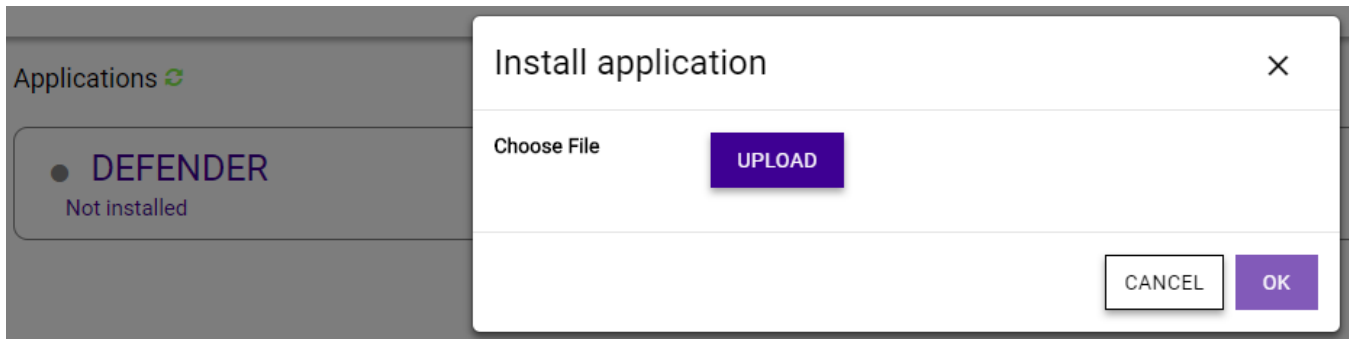 Applications
DEFENDER
Not installed
Install application
Choose File
UPLOAD
CANCEL
OK